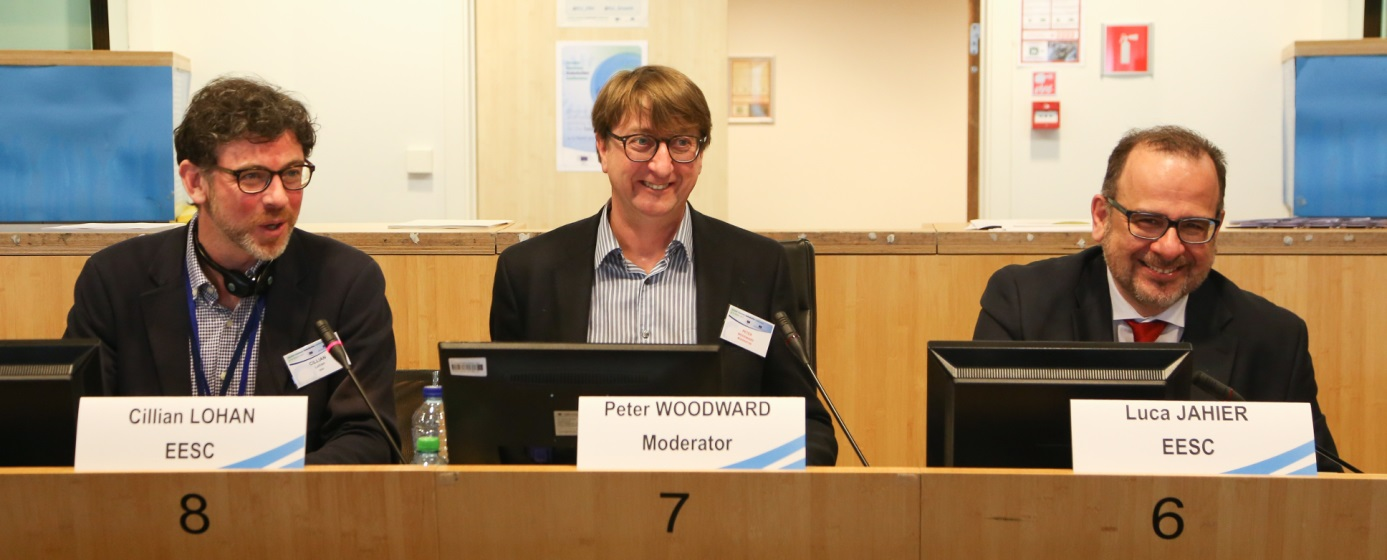 Cillian LOHAN
EESC
Peter WOODWARD
Moderator
Luca JAHIER
EESC
8
7
6